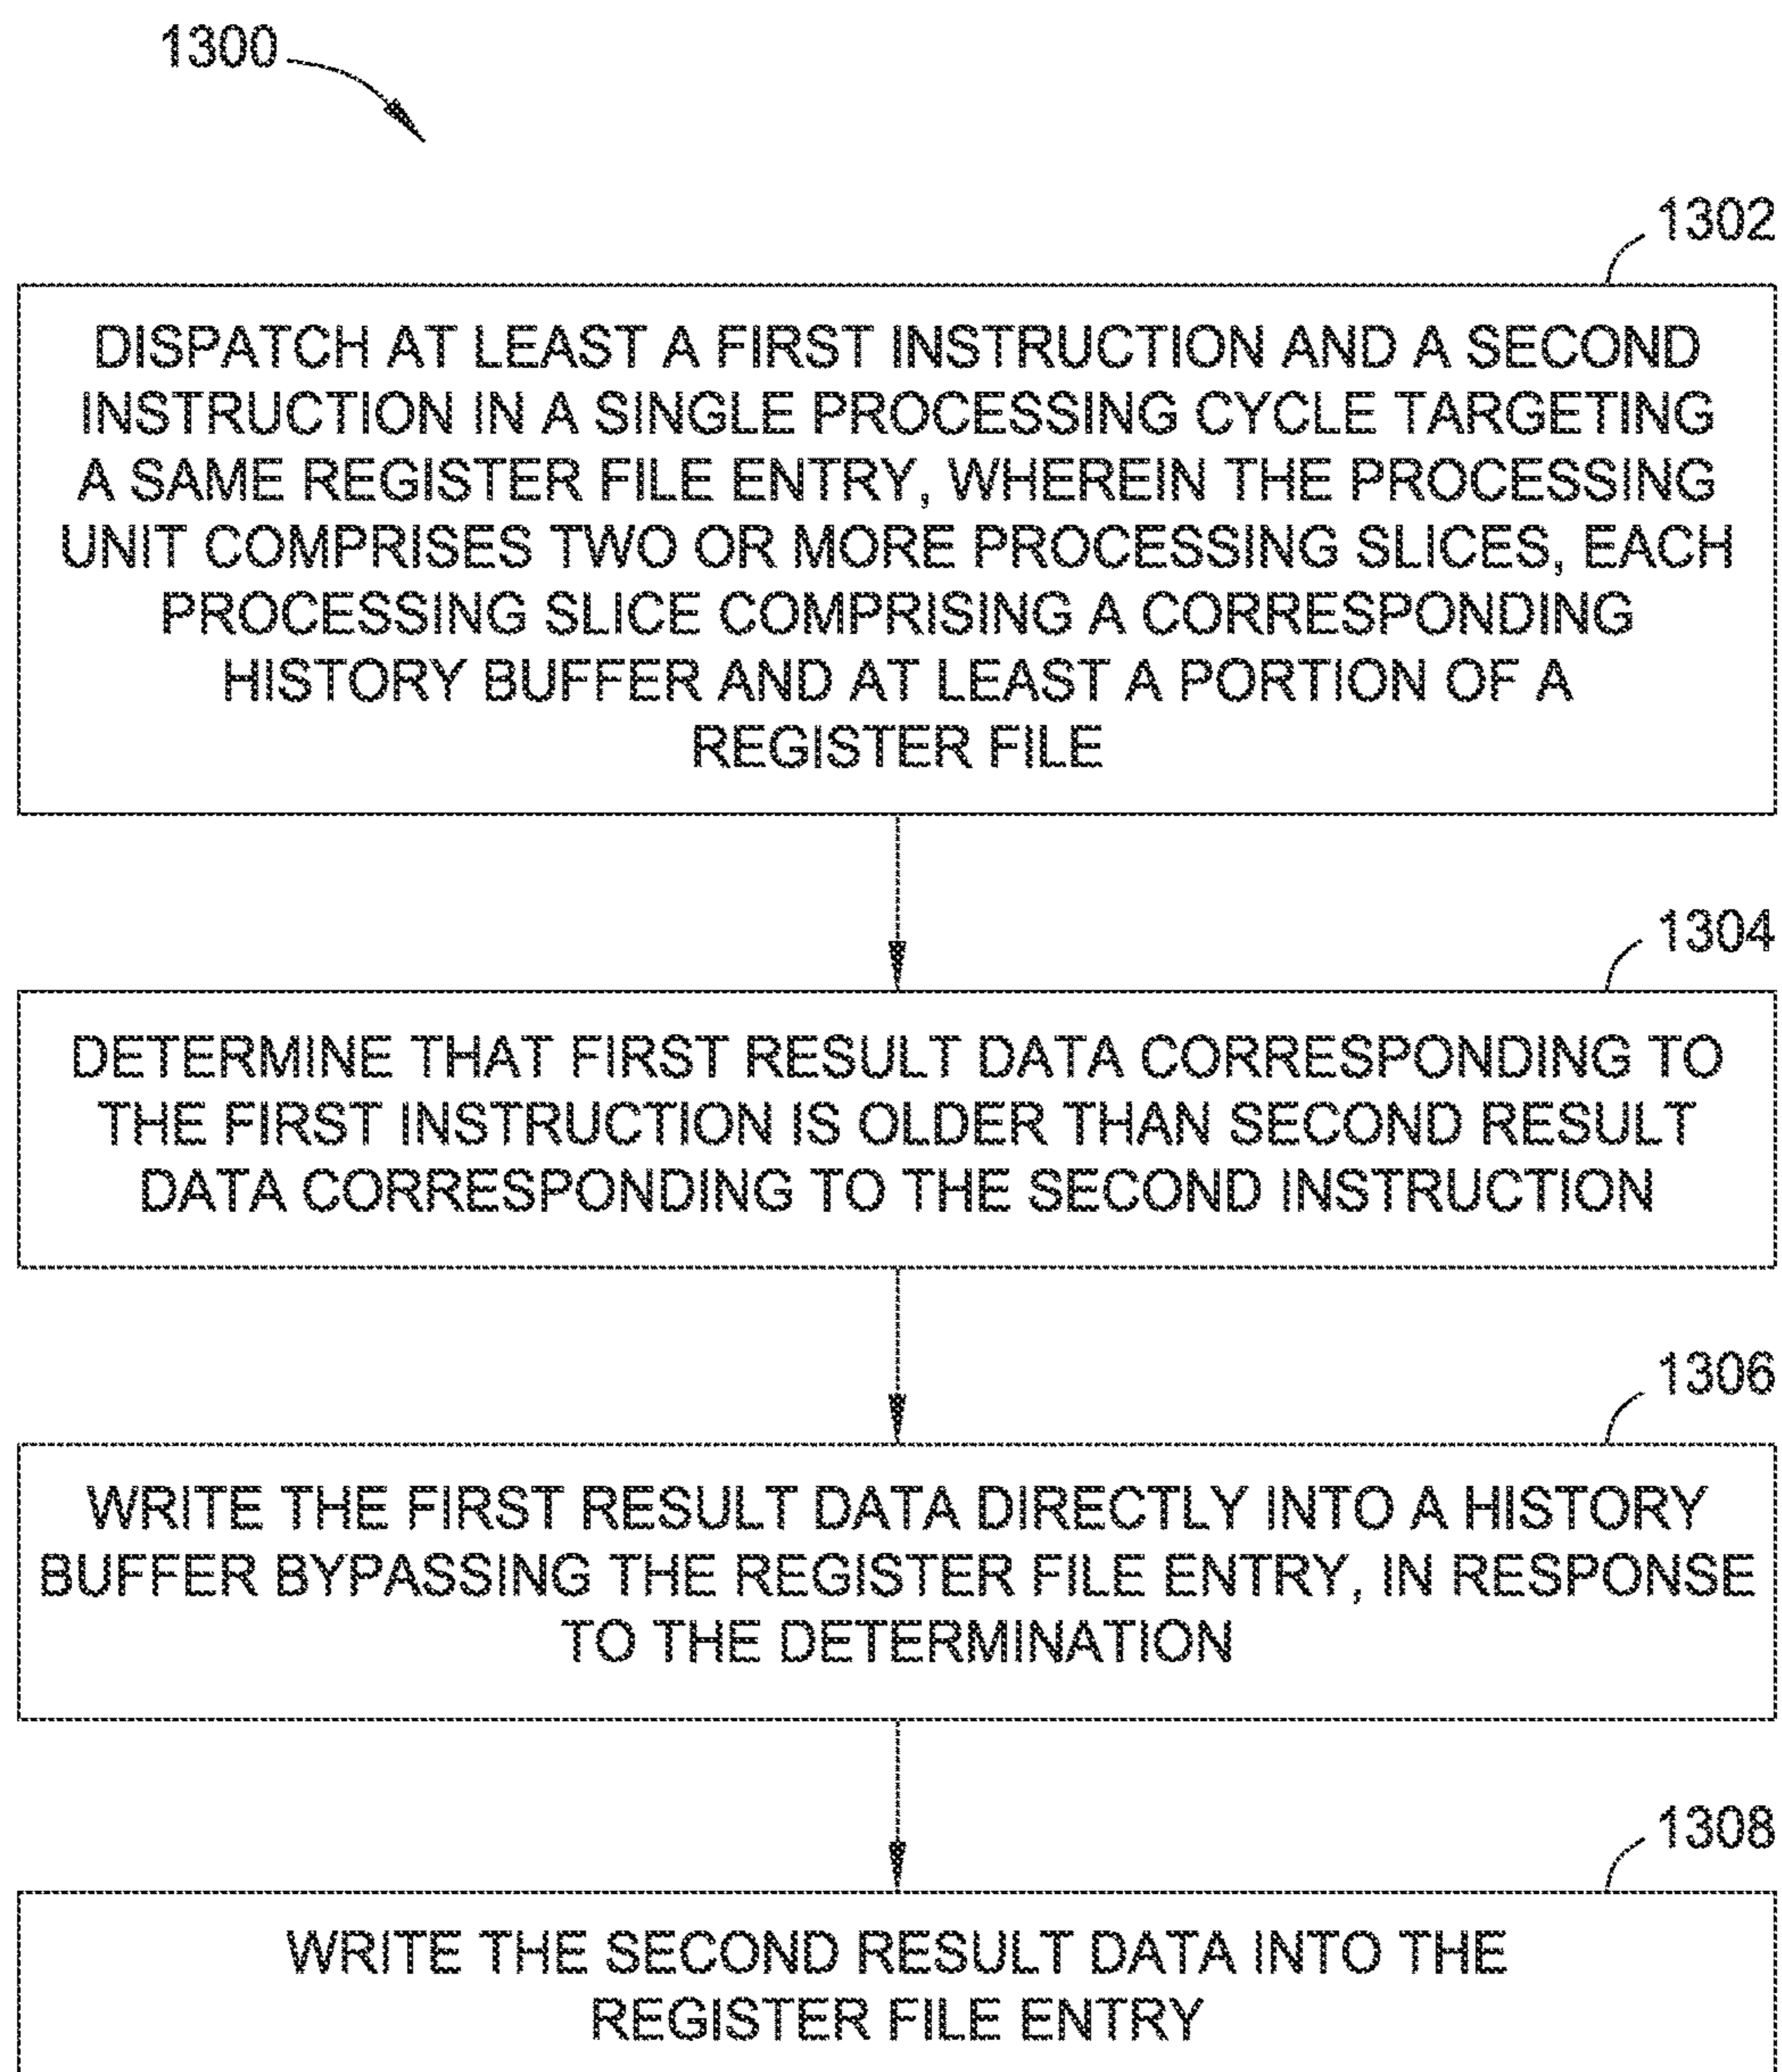 1300
1302
DISPATCH AT LEAST A FIRST INSTRUCTION AND A SECOND
INSTRUCTION IN A SINGLE PROCESSING CYCLE TARGETING
A SAME REGISTER FILE ENTRY, WHEREIN THE PROCESSING
UNIT COMPRISES TWO OR MORE PROCESSING SLICES, EACH
PROCESSING SLICE COMPRISING A CORRESPONDING
HISTORY BUFFER AND AT LEAST A PORTION OF A
REGISTER FILE
1304
DETERMINE THAT FIRST RESULT DATA CORRESPONDING TO
THE FIRST INSTRUCTION IS OLDER THAN SECOND RESULT
DATA CORRESPONDING TO THE SECOND INSTRUCTION
1306
WRITE THE FIRST RESULT DATA DIRECTLY INTO A HISTORY
BUFFER BYPASSING THE REGISTER FILE ENTRY, IN RESPONSE
TO THE DETERMINATION
1308
WRITE THE SECOND RESULT DATA INTO THE
REGISTER FILE ENTRY